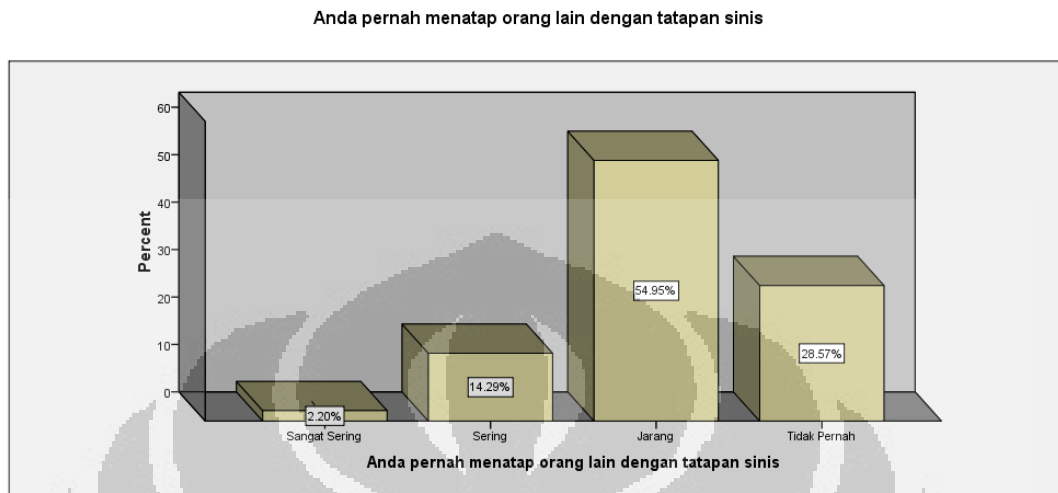 Anda pernah menatap orang lain dengan tatapan sinis
60
50
40
30
20
10
0
Percent
2.20%
14.29%
54.95%
28.57%
Sangat Sering
Sering
Jarang
Tidak Pernah
Anda pernah menatap orang lain dengan tatapan sinis